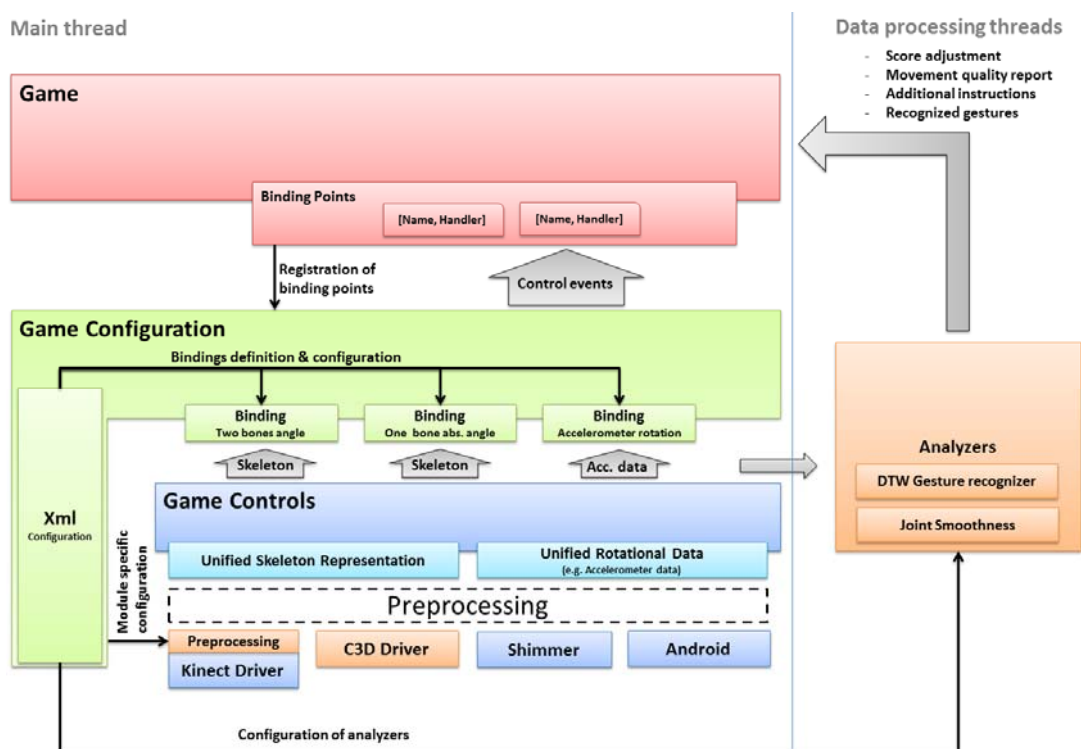 Main thread
Data processing threads
- Score adjustment
- Movement quality report
- Additional instructions
- Recognized gestures
Game
Binding Points
[Name, Handler]
[Name, Handler]
Registration of
binding points
Control events
Game Configuration
Bindings definition & configuration
Binding
Two bones angle
Binding
One bone abs. angle
Binding
Accelerometer rotation
Skeleton
Skeleton
Acc. data
Xml
Configuration
Module specific
configuration
Game Controls
Unified Skeleton Representation
Unified Rotational Data
(e.g. Accelerometer data)
Preprocessing
Preprocessing
Kinect Driver
C3D Driver
Shimmer
Android
Analyzers
DTW Gesture recognizer
Joint Smoothness
Configuration of analyzers